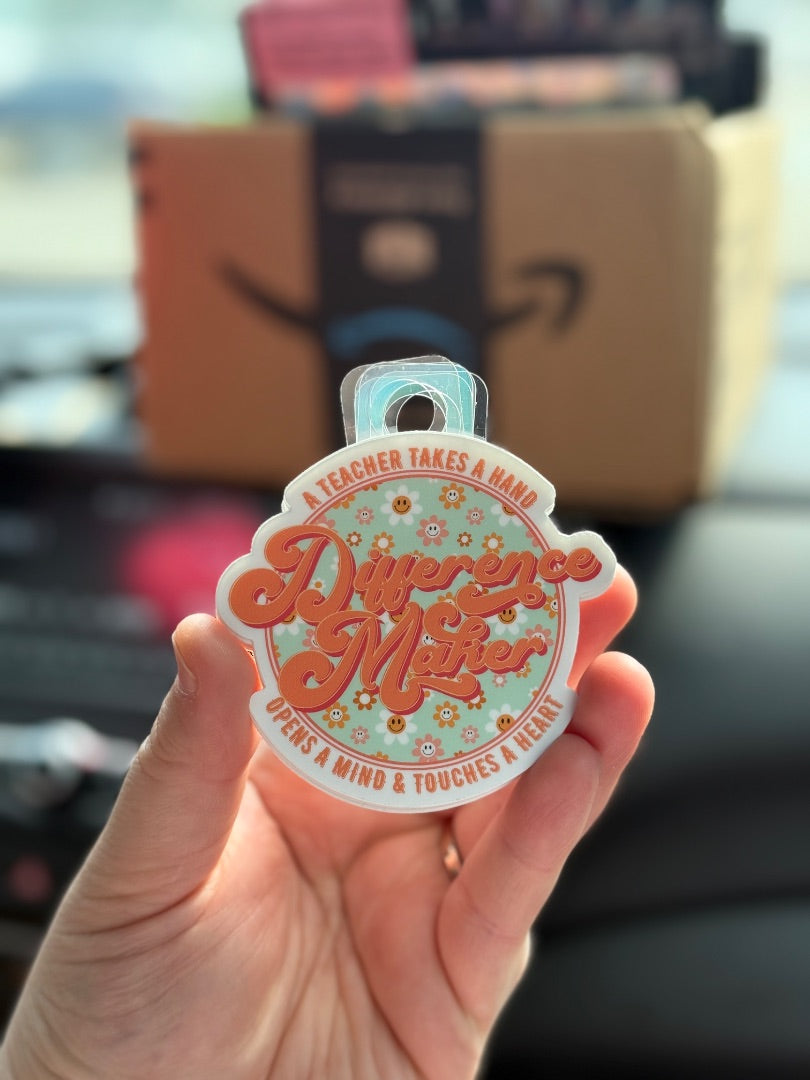 A TEACHER TAKES A HAND
Difference
Maker
OPENS A MIND & TOUCHES A HEART